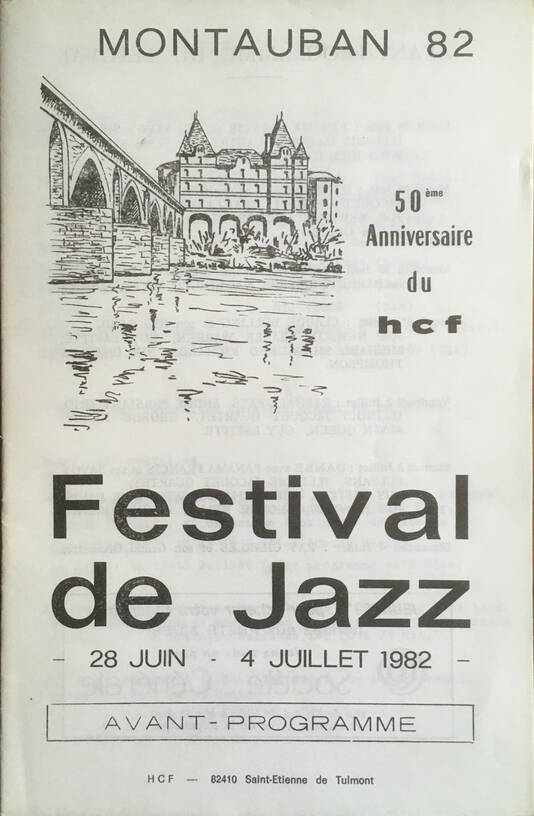 MONTAUBAN 82
50ème
Anniversaire
du
hcf
Festival
de Jazz
- 28 JUIN - 4 JUILLET 1982 -
AVANT-PROGRAMME
HCF — 82410 Saint-Etienne de Tulmont